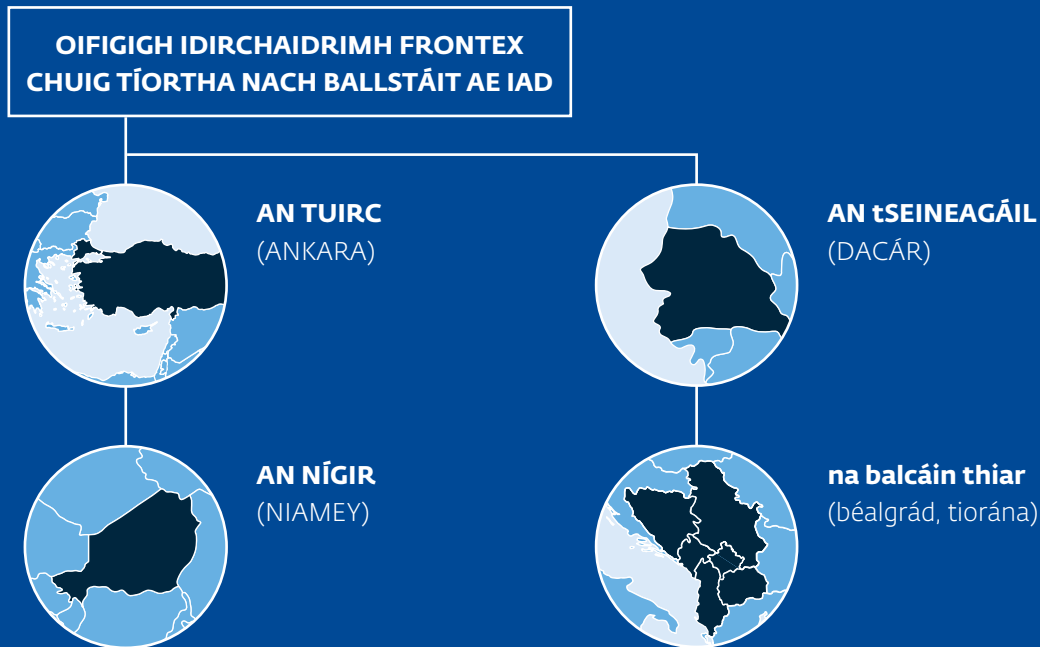 OIFIGIGH IDIRCHAIDRIMH FRONTEX
CHUIG TÍORTHA NACH BALLSTÁIT AE IAD
AN TUIRC
(ANKARA)
AN tSEINEAGÁIL
(DACÁR)
AN NÍGIR
(NIAMEY)
na balcáin thiar
(béalgrád, tiorána)